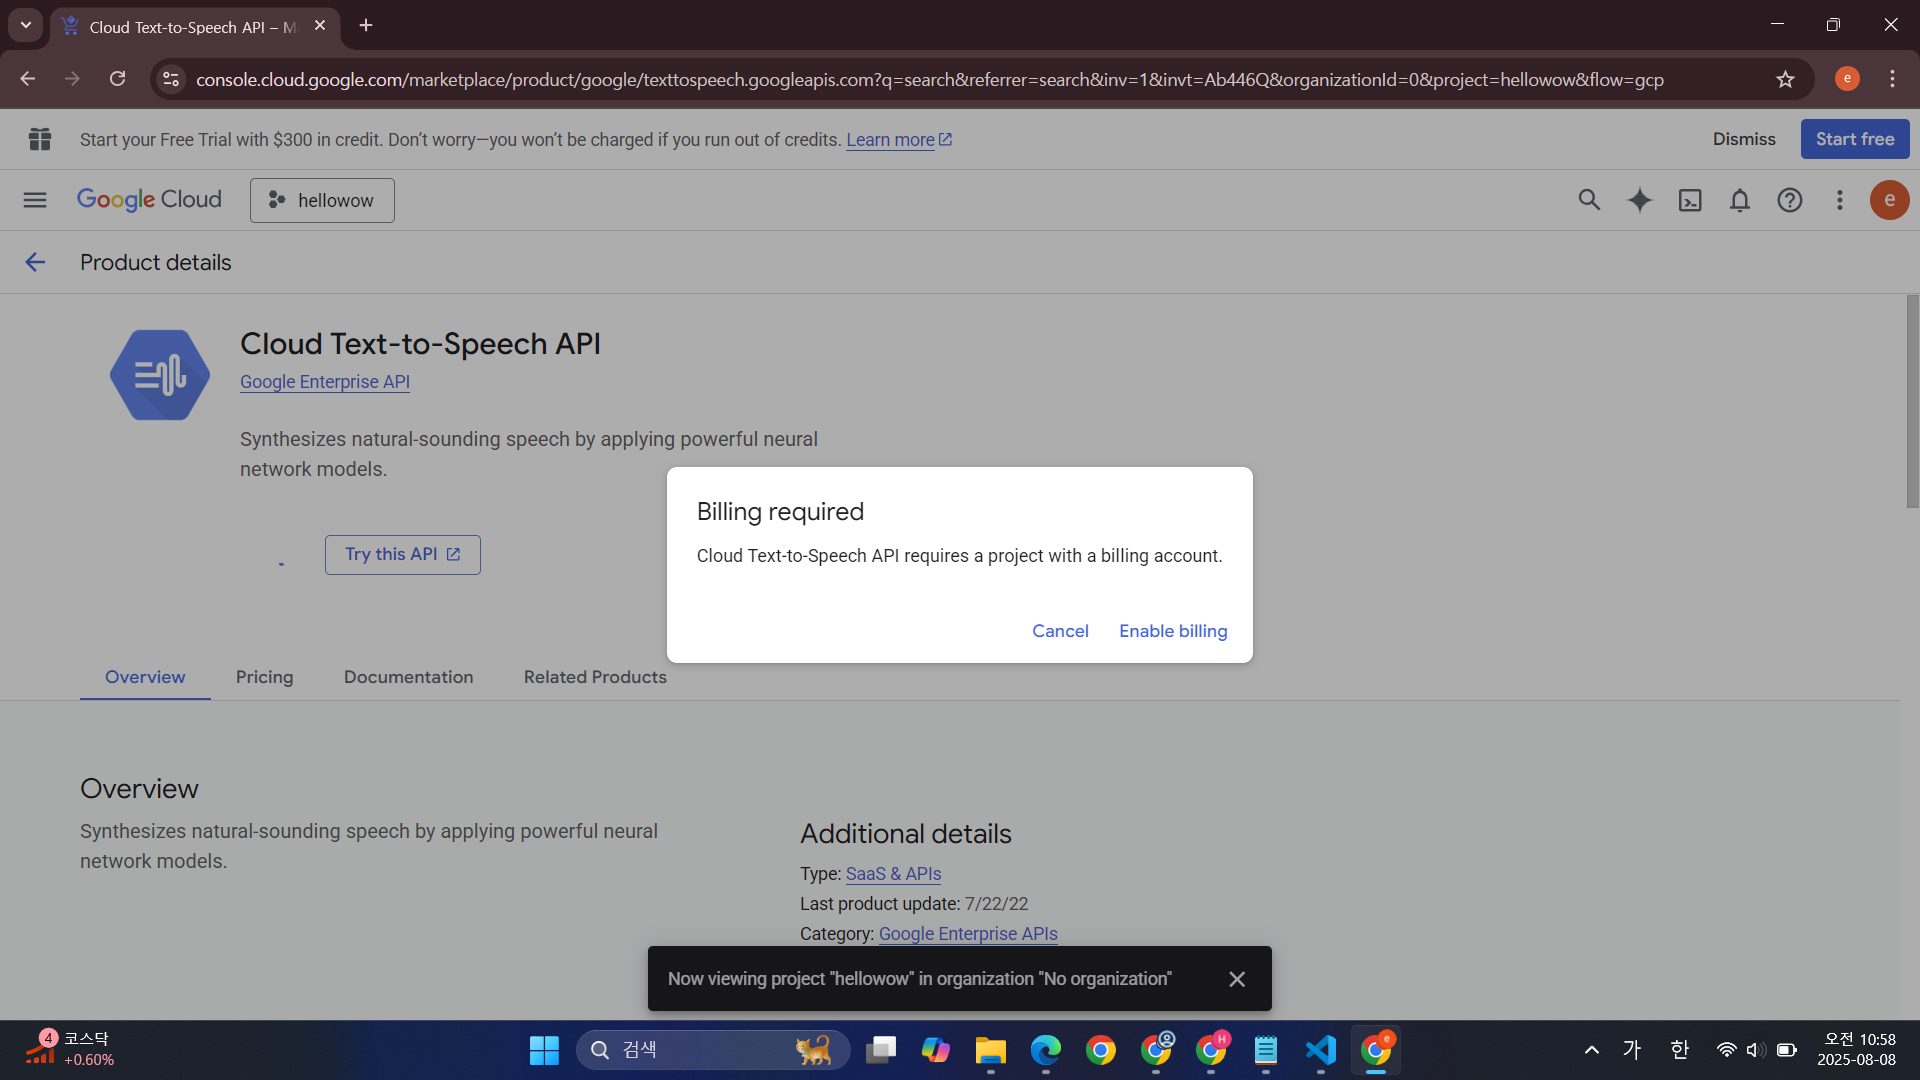 Cloud Text-to-Speech API – M
console.cloud.google.com/marketplace/product/google/texttospeech.googleapis.com?q=search&referrer=search&inv=1&invt=Ab446Q&organizationId=0&project=hellowow&flow=gcp
e
Start your Free Trial with $300 in credit. Don’t worry—you won’t be charged if you run out of credits. Learn more
Dismiss
Start free
Google Cloud
hellowow
e
Product details
Cloud Text-to-Speech API
Google Enterprise API
Synthesizes natural-sounding speech by applying powerful neural
network models.
Try this API
Billing required
Cloud Text-to-Speech API requires a project with a billing account.
Cancel
Enable billing
Overview
Pricing
Documentation
Related Products
Overview
Synthesizes natural-sounding speech by applying powerful neural
network models.
Additional details
Type: SaaS & APIs
Last product update: 7/22/22
Category: Google Enterprise APIs
Now viewing project "hellowow" in organization "No organization"
4
코스닥
+0.60%
검색
H
e
가
한
오전 10:58
2025-08-08